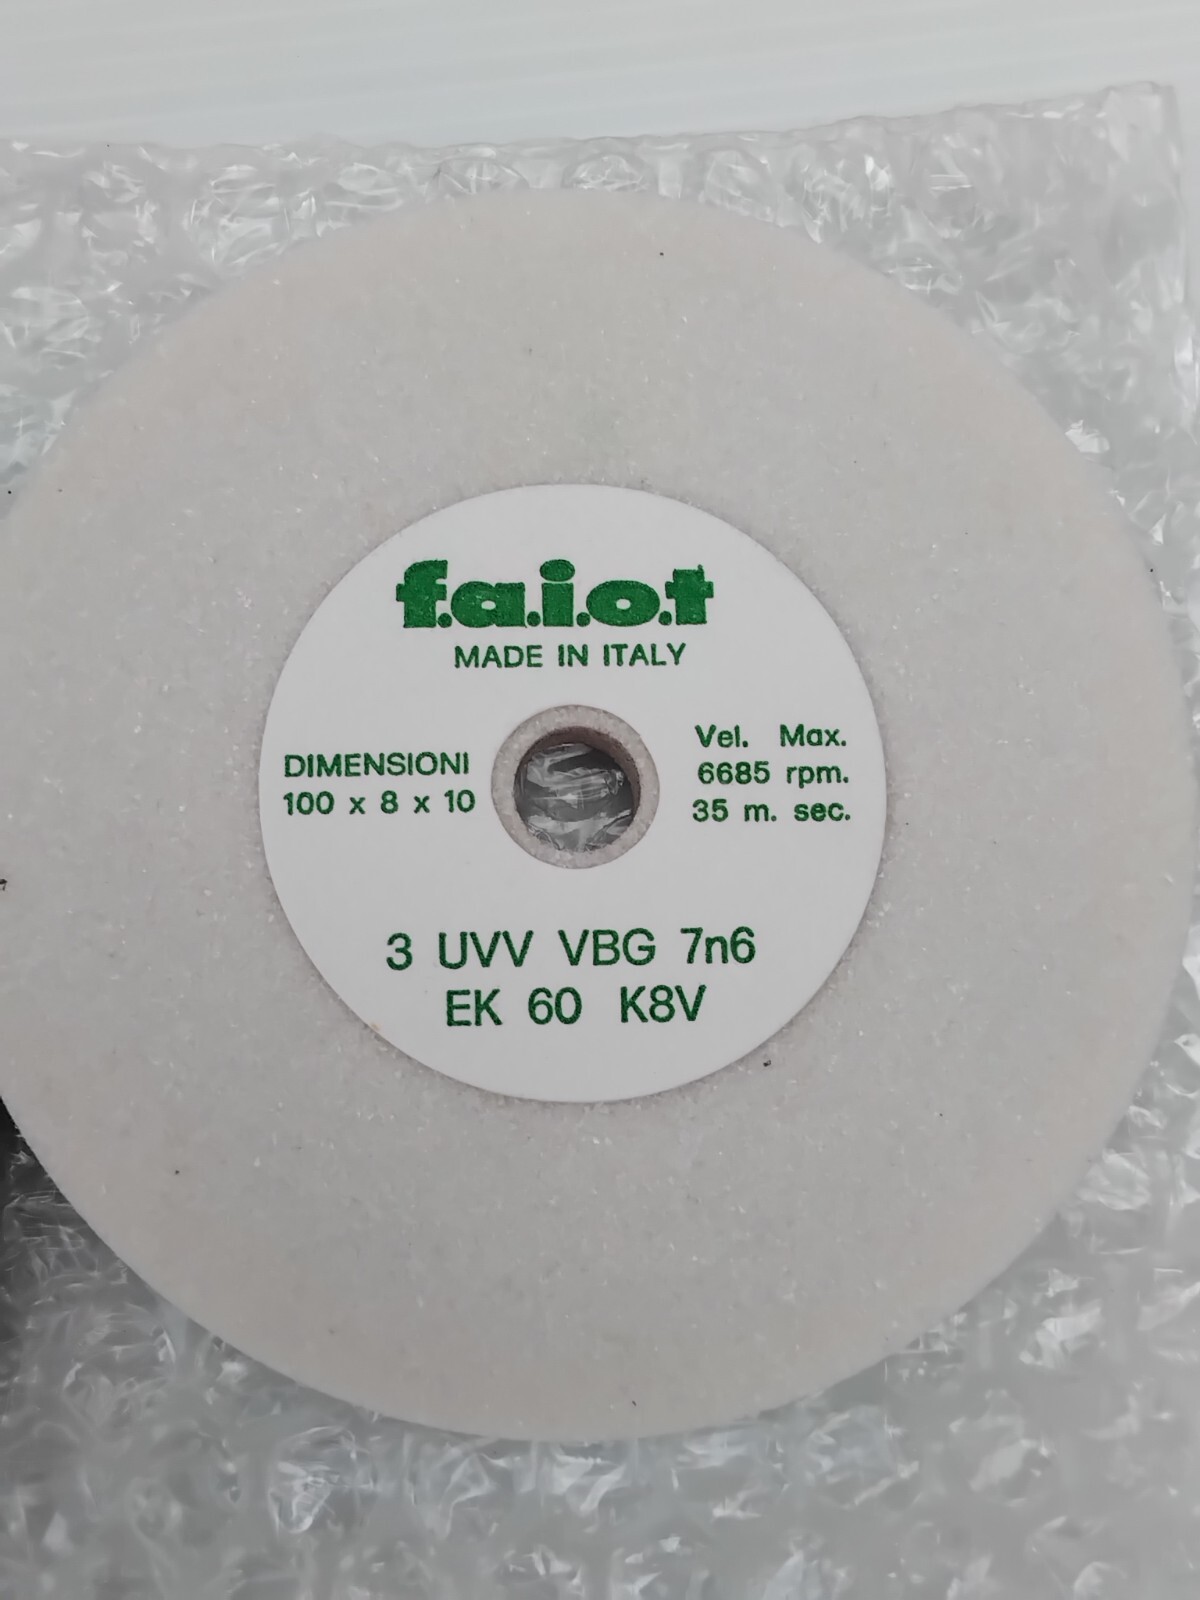 f.a.i.o.t
MADE IN ITALY
DIMENSIONI
100 x 8 x 10
Vel. Max.
6685 rpm.
35 m. sec.
3 UVV VBG 7n6
EK 60 K8V